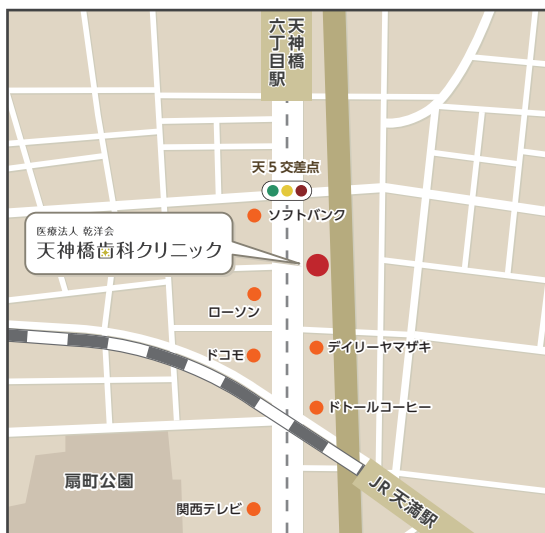 天神橋
六丁目駅
天５交差点
ソフトバンク
医療法人 乾洋会
天神橋歯科クリニック
ローソン
デイリーヤマザキ
ドコモ
ドトールコーヒー
扇町公園
JR 天満駅
関西テレビ